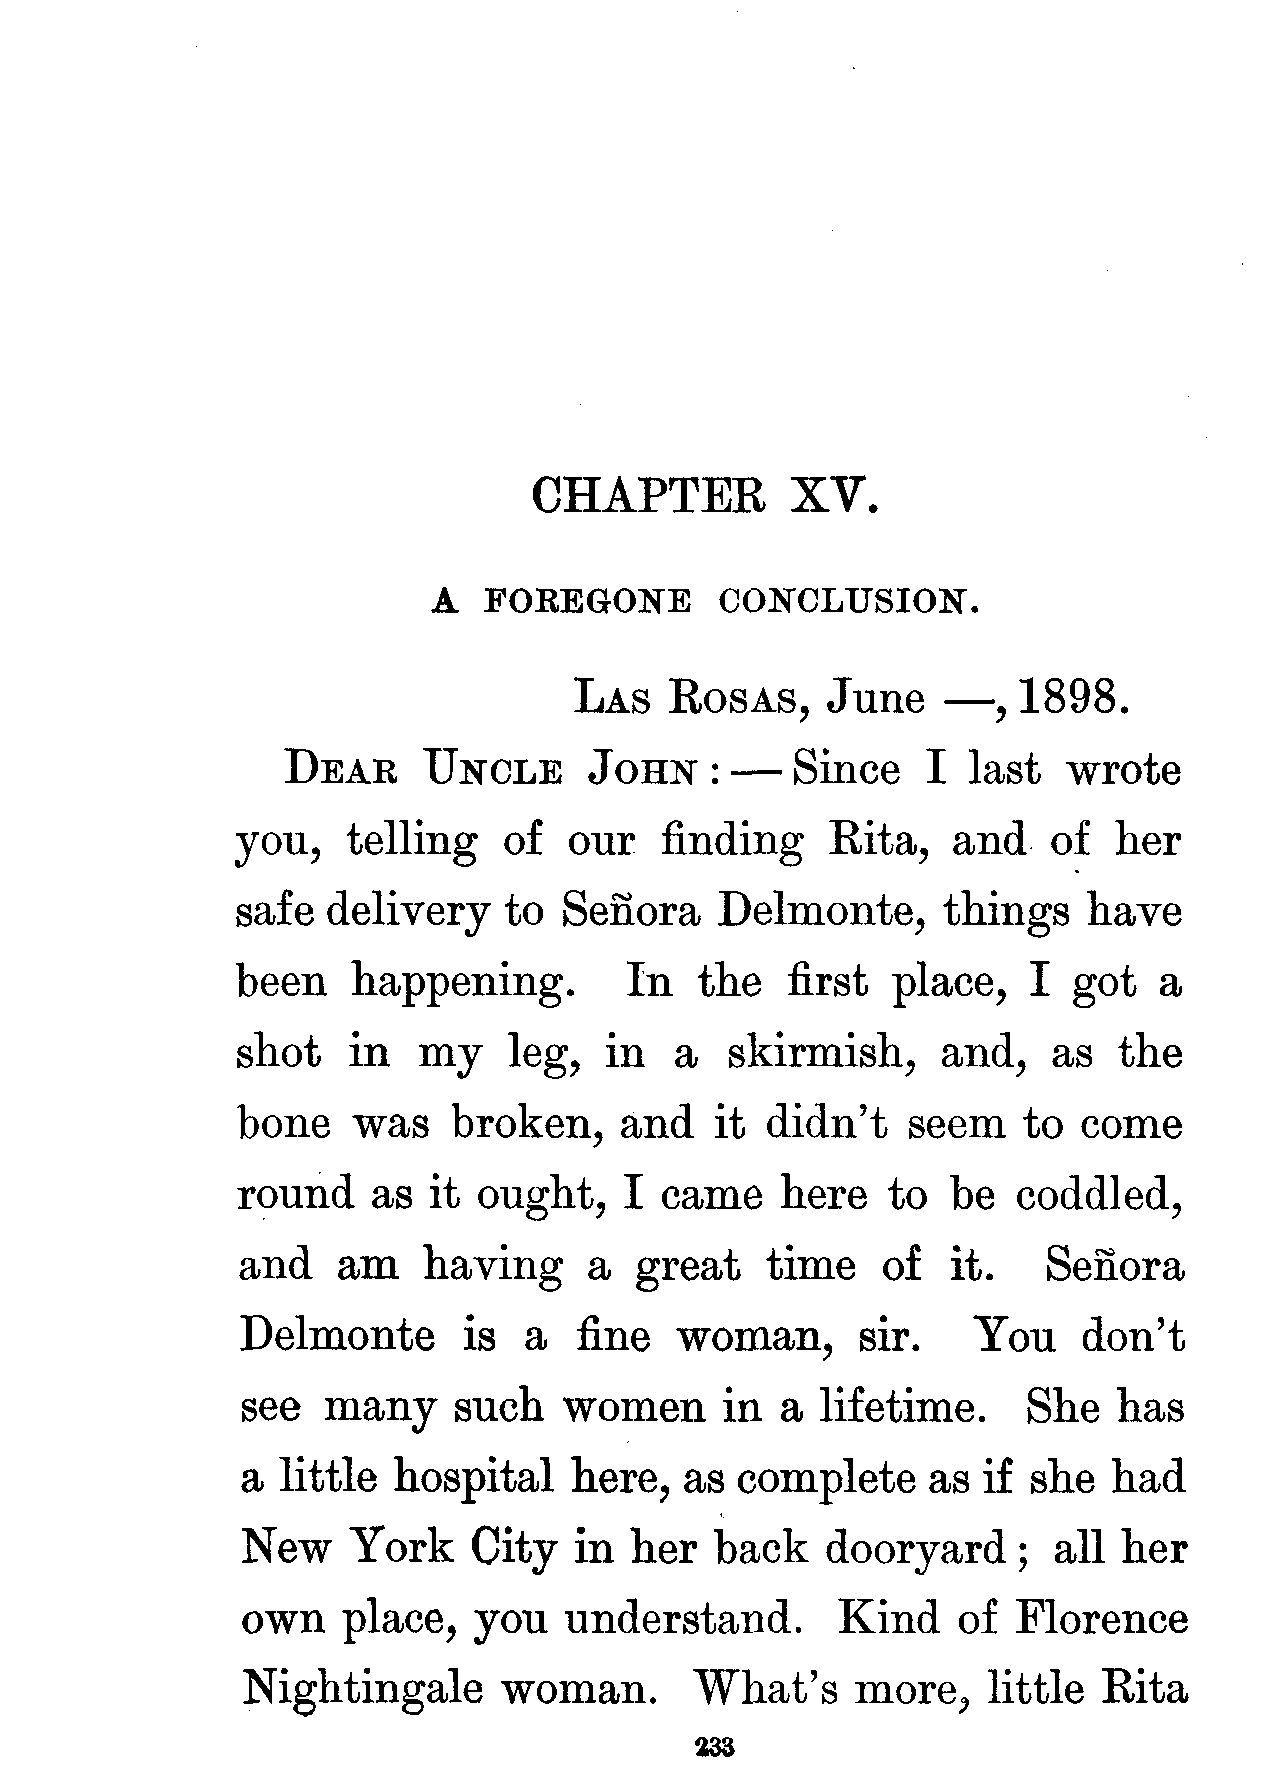 CHAPTER XV.
A FOREGONE CONCLUSION.
LAS ROSAS, June —, 1898.
DEAR UNCLE JOHN: — Since I last wrote
you, telling of our finding Rita, and of her
safe delivery to Señora Delmonte, things have
been happening. In the first place, I got a
shot in my leg, in a skirmish, and, as the
bone was broken, and it didn't seem to come
round as it ought, I came here to be coddled,
and am having a great time of it. Señora
Delmonte is a fine woman, sir. You don't
see many such women in a lifetime. She has
a little hospital here, as complete as if she had
New York City in her back dooryard; all her
own place, you understand. Kind of Florence
Nightingale woman. What's more, little Rita
233